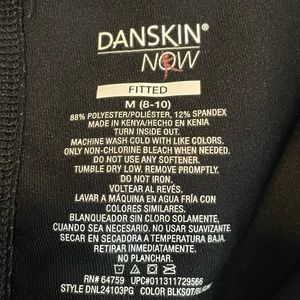 DANSKIN®
NOW
FITTED
M (8-10)
88% POLYESTER/POLIÉSTER, 12% SPANDEX
MADE IN KENYA/HECHO EN KENIA
TURN INSIDE OUT.
MACHINE WASH COLD WITH LIKE COLORS.
ONLY NON-CHLORINE BLEACH WHEN NEEDED.
DO NOT USE ANY SOFTENER.
TUMBLE DRY LOW. REMOVE PROMPTLY.
DO NOT IRON.
VOLTEAR AL REVÉS.
LAVAR A MÁQUINA EN AGUA FRÍA CON
COLORES SIMILARES.
BLANQUEADOR SIN CLORO SOLAMENTE,
CUANDO SEA NECESARIO. NO USAR SUAVIZANTE.
SECAR EN SECADORA A TEMPERATURA BAJA.
RETIRAR INMEDIATAMENTE.
NO PLANCHAR.
RN# 64759 UPC#011311729566
STYLE DNL24103PG COLOR BLKSOT/BLKCOM